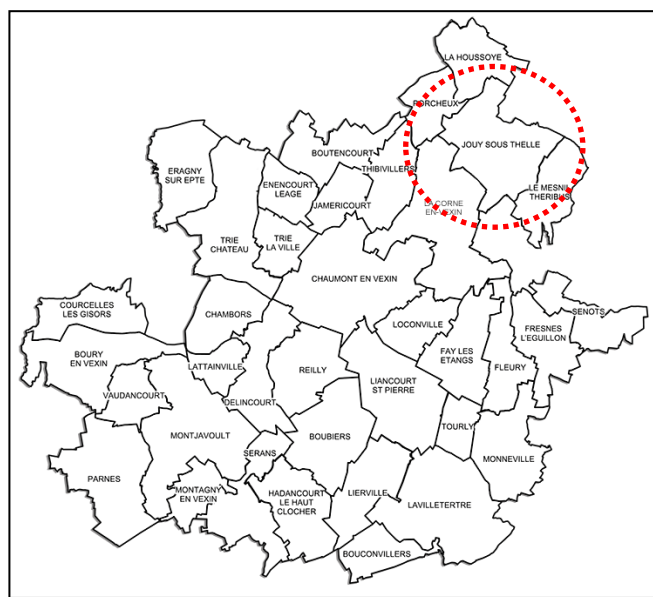 LA HOUSSOYE
PORCHEUX
JOUY SOUS THELLE
BOUTENCOURT
THIBIVILLERS
ERAGNY
SUR EPTE
ENENCOURT
LEAGE
LE MESNIL
THERIBUS
JAMERICOURT
LA CORNE
EN-VEXIN
TRIE
CHATEAU
TRIE
LA VILLE
CHAUMONT EN VEXIN
COURCELLES
LES GISORS
CHAMBORS
SENOTS
LOCONVILLE
FRESNES
L'EGUILLON
BOURY
EN VEXIN
LATTAINVILLE
REILLY
FAY LES
ETANGS
FLEURY
LIANCOURT
ST PIERRE
VAUDANCOURT
DELINCOURT
TOURLY
MONTJAVOULT
BOUBIERS
SERANS
MONNEVILLE
PARNES
MONTAGNY
EN VEXIN
HADANCOURT
LE HAUT
CLOCHER
LIERVILLE
LAVILLETERTRE
BOUCONVILLERS